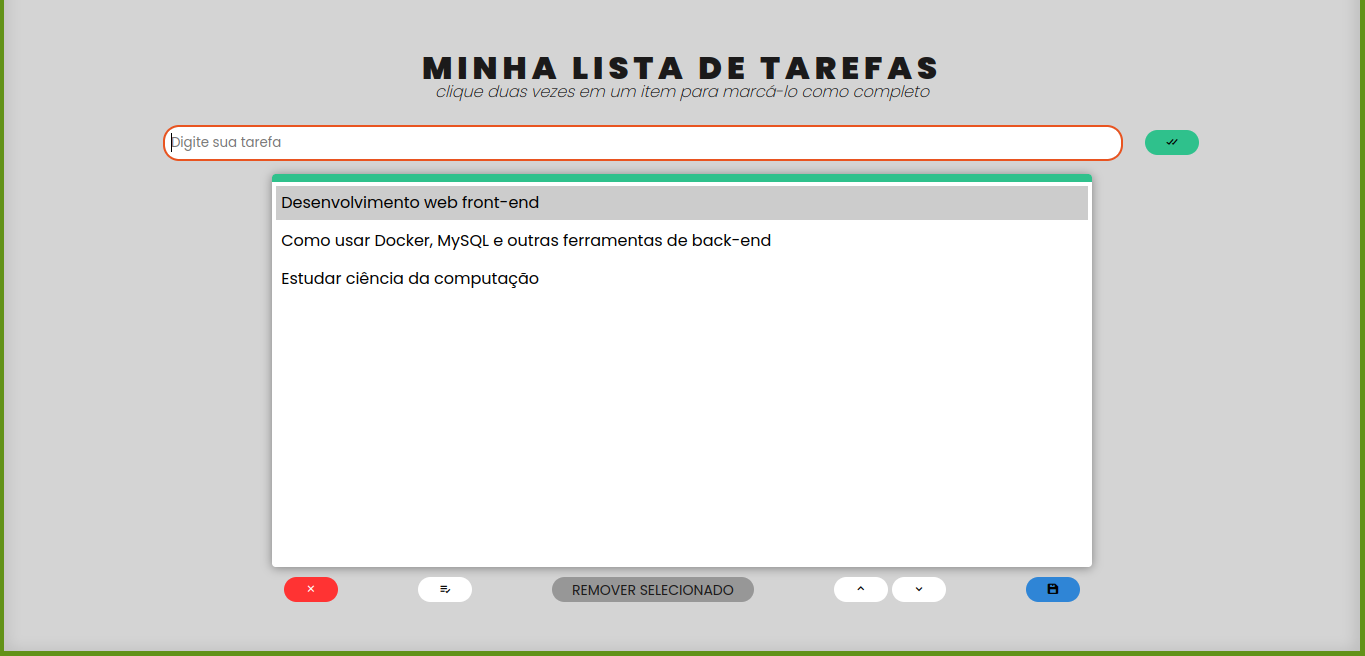 MINHA LISTA DE TAREFAS
clique duas vezes em um item para marcá-lo como completo
Digite sua tarefa
Desenvolvimento web front-end
Como usar Docker, MySQL e outras ferramentas de back-end
Estudar ciência da computação
REMOVER SELECIONADO